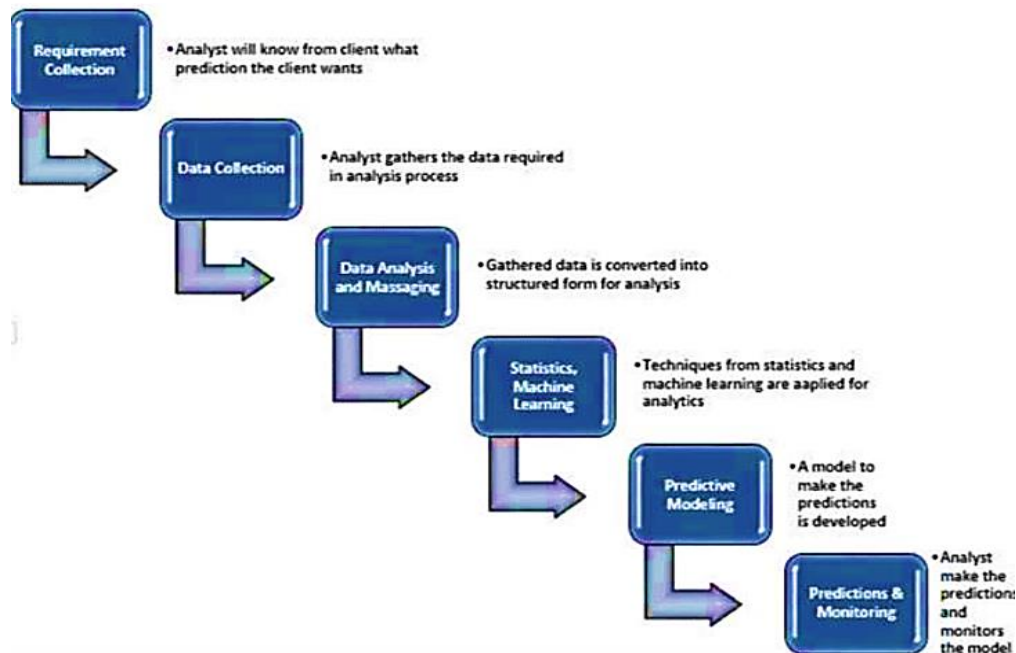 Requirement
Collection
•Analyst will know from client what
prediction the client wants
Data Collection
•Analyst gathers the data required
in analysis process
Data Analysis
and Massaging
•Gathered data is converted into
structured form for analysis
Statistics,
Machine
Learning
•Techniques from statistics and
machine learning are aaplied for
analytics
Predictive
Modeling
•A model to
make the
predictions
is developed
Predictions &
Monitoring
•Analyst
make the
predictions
and
monitors
the model